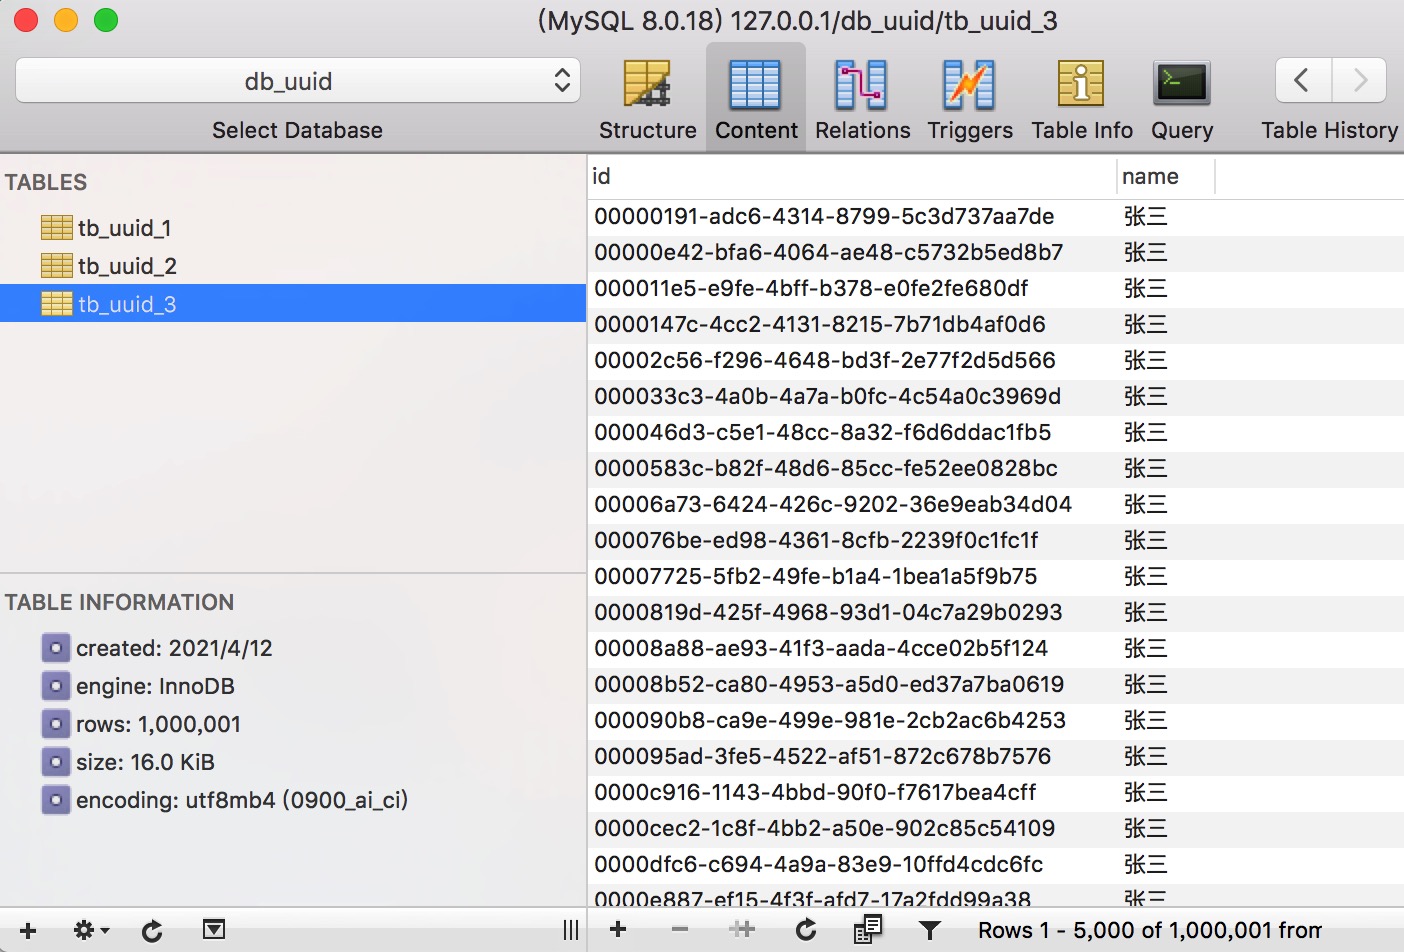 (MySQL 8.0.18) 127.0.0.1/db_uuid/tb_uuid_3
db_uuid
Select Database
Structure
Content
Relations
Triggers
Table Info
Query
Table History
TABLES
tb_uuid_1
tb_uuid_2
tb_uuid_3
TABLE INFORMATION
created: 2021/4/12
engine: InnoDB
rows: 1,000,001
size: 16.0 KiB
encoding: utf8mb4 (0900_ai_ci)
id name
00000191-adc6-4314-8799-5c3d737aa7de 张三
00000e42-bfa6-4064-ae48-c5732b5ed8b7 张三
000011e5-e9fe-4bff-b378-e0fe2fe680df 张三
0000147c-4cc2-4131-8215-7b71db4af0d6 张三
00002c56-f296-4648-bd3f-2e77f2d5d566 张三
000033c3-4a0b-4a7a-b0fc-4c54a0c3969d 张三
000046d3-c5e1-48cc-8a32-f6d6ddac1fb5 张三
0000583c-b82f-48d6-85cc-fe52ee0828bc 张三
00006a73-6424-426c-9202-36e9eab34d04 张三
000076be-ed98-4361-8cfb-2239f0c1fc1f 张三
00007725-5fb2-49fe-b1a4-1bea1a5f9b75 张三
0000819d-425f-4968-93d1-04c7a29b0293 张三
00008a88-ae93-41f3-aada-4cce02b5f124 张三
00008b52-ca80-4953-a5d0-ed37a7ba0619 张三
000090b8-ca9e-499e-981e-2cb2ac6b4253 张三
000095ad-3fe5-4522-af51-872c678b7576 张三
0000c916-1143-4bbd-90f0-f7617bea4cff 张三
0000cec2-1c8f-4bb2-a50e-902c85c54109 张三
0000dfc6-c694-4a9a-83e9-10ffd4cdc6fc 张三
0000e887-ef15-4f3f-afd7-17a2fdd99a38 张三
Rows 1 - 5,000 of 1,000,001 from